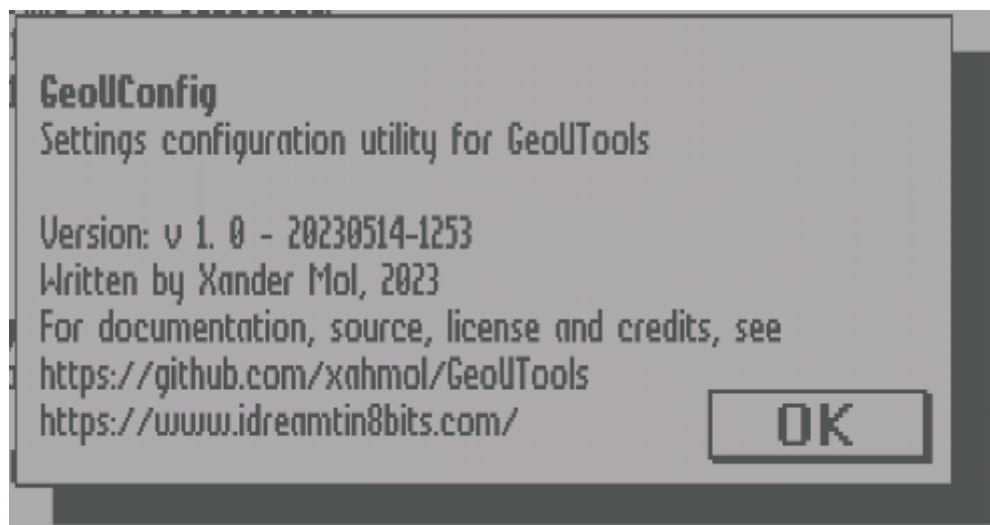 GeoUConfig
Settings configuration utility for GeoUTools
Version: v 1. 0 - 20230514-1253
Written by Xander Mol, 2023
For documentation, source, license and credits, see
https://github.com/xahmol/GeoUTools
https://www.idreamtin8bits.com/
OK